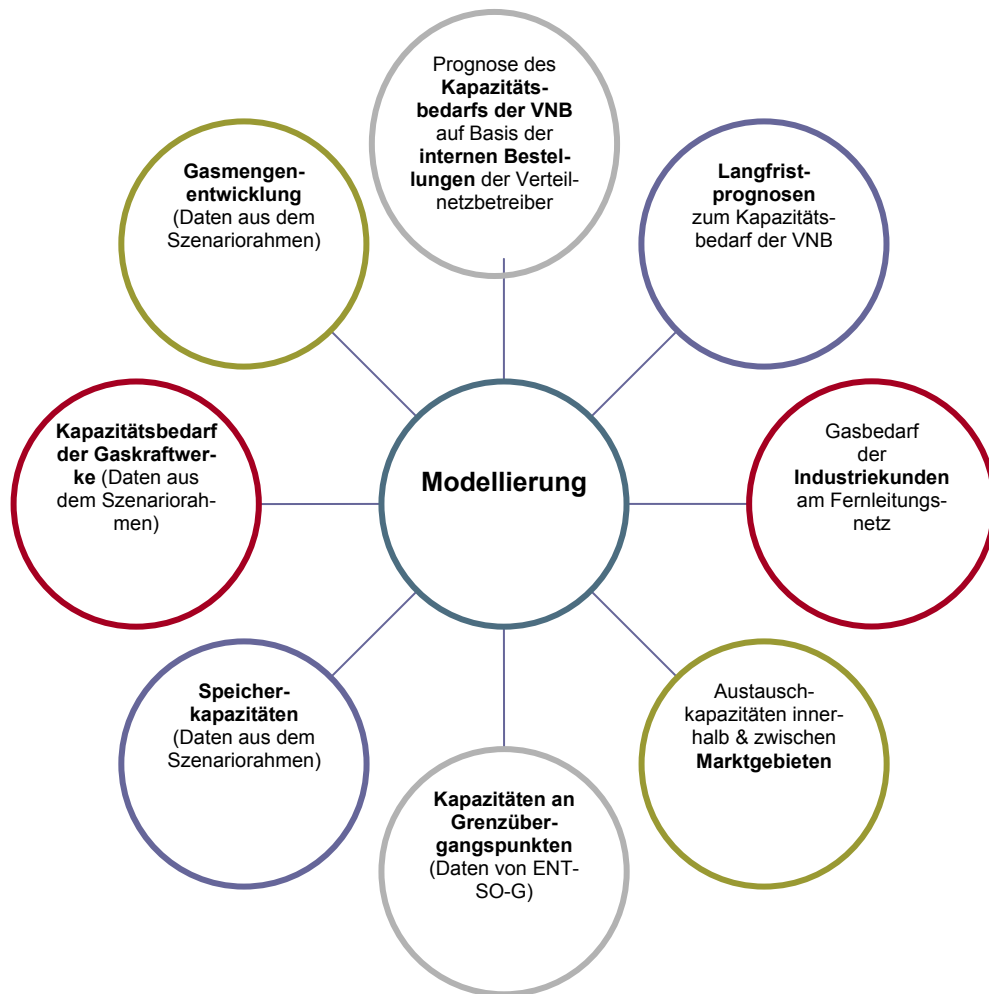 Prognose des
Kapazitäts-
bedarfs der VNB
auf Basis der
internen Bestel-
lungen der Verteil-
netzbetreiber
Gasmengen-
entwicklung
(Daten aus dem
Szenariorahmen)
Langfrist-
prognosen
zum Kapazitäts-
bedarf der VNB
Kapazitätsbedarf
der Gaskraftwer-
ke (Daten aus
dem Szenariorah-
men)
Modellierung
Gasbedarf
der
Industriekunden
am Fernleitungs-
netz
Speicher-
kapazitäten
(Daten aus dem
Szenariorahmen)
Austausch-
kapazitäten inner-
halb & zwischen
Marktgebieten
Kapazitäten an
Grenzüber-
gangspunkten
(Daten von ENT-
SO-G)